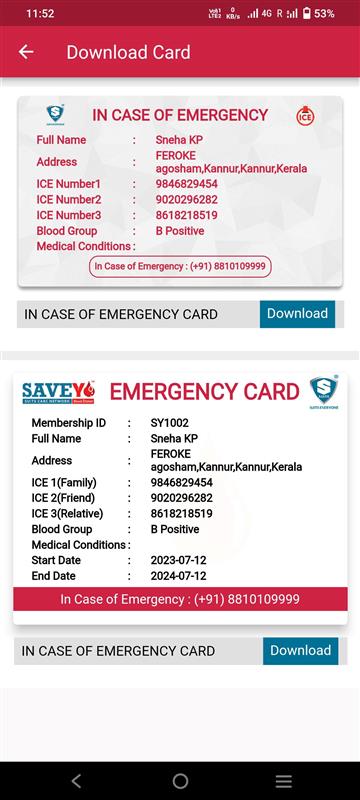 11:52
Vo1 LTE2 0 KB/s 4G R 53%
Download Card
IN CASE OF EMERGENCY
ICE
Full Name : Sneha KP
Address : FEROKE
agosham,Kannur,Kannur,Kerala
ICE Number1 : 9846829454
ICE Number2 : 9020296282
ICE Number3 : 8618218519
Blood Group : B Positive
Medical Conditions :
In Case of Emergency : (+91) 8810109999
IN CASE OF EMERGENCY CARD Download
SAVEYO
SUITS CARE NETWORK
EMERGENCY CARD
SUITS EVERYONE
Membership ID : SY1002
Full Name : Sneha KP
Address : FEROKE
agosham,Kannur,Kannur,Kerala
ICE 1(Family) : 9846829454
ICE 2(Friend) : 9020296282
ICE 3(Relative) : 8618218519
Blood Group : B Positive
Medical Conditions :
Start Date : 2023-07-12
End Date : 2024-07-12
In Case of Emergency : (+91) 8810109999
IN CASE OF EMERGENCY CARD Download